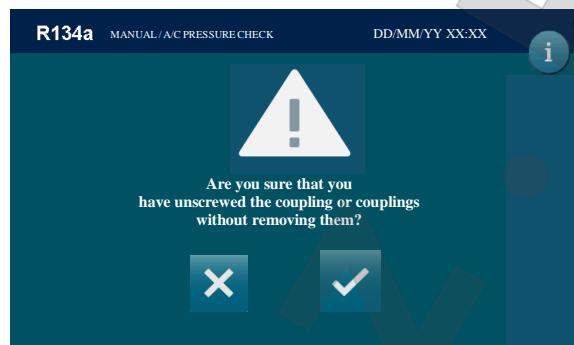 R134a MANUAL / A/C PRESSURE CHECK DD/MM/YY XX:XX
i
Are you sure that you
have unscrewed the coupling or couplings
without removing them?